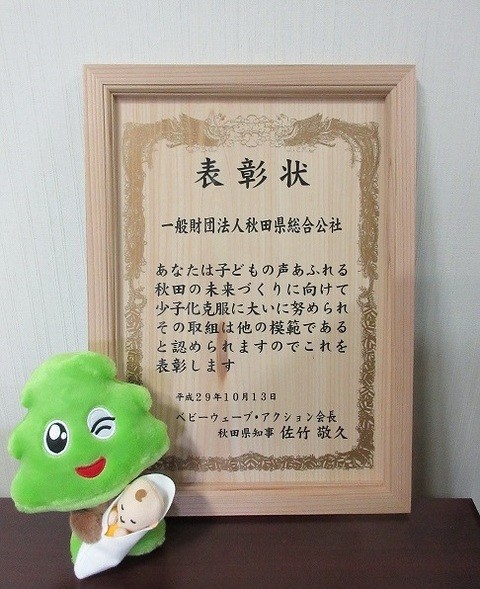 表彰状
一般財団法人秋田県総合公社
あなたは子どもの声あふれる
秋田の未来づくりに向けて
少子化克服に大いに努められ
その取組は他の模範である
と認められますのでこれを
表彰します
平成29年10月13日
ベビーウェーブ・アクション会長
秋田県知事 佐竹 敬久